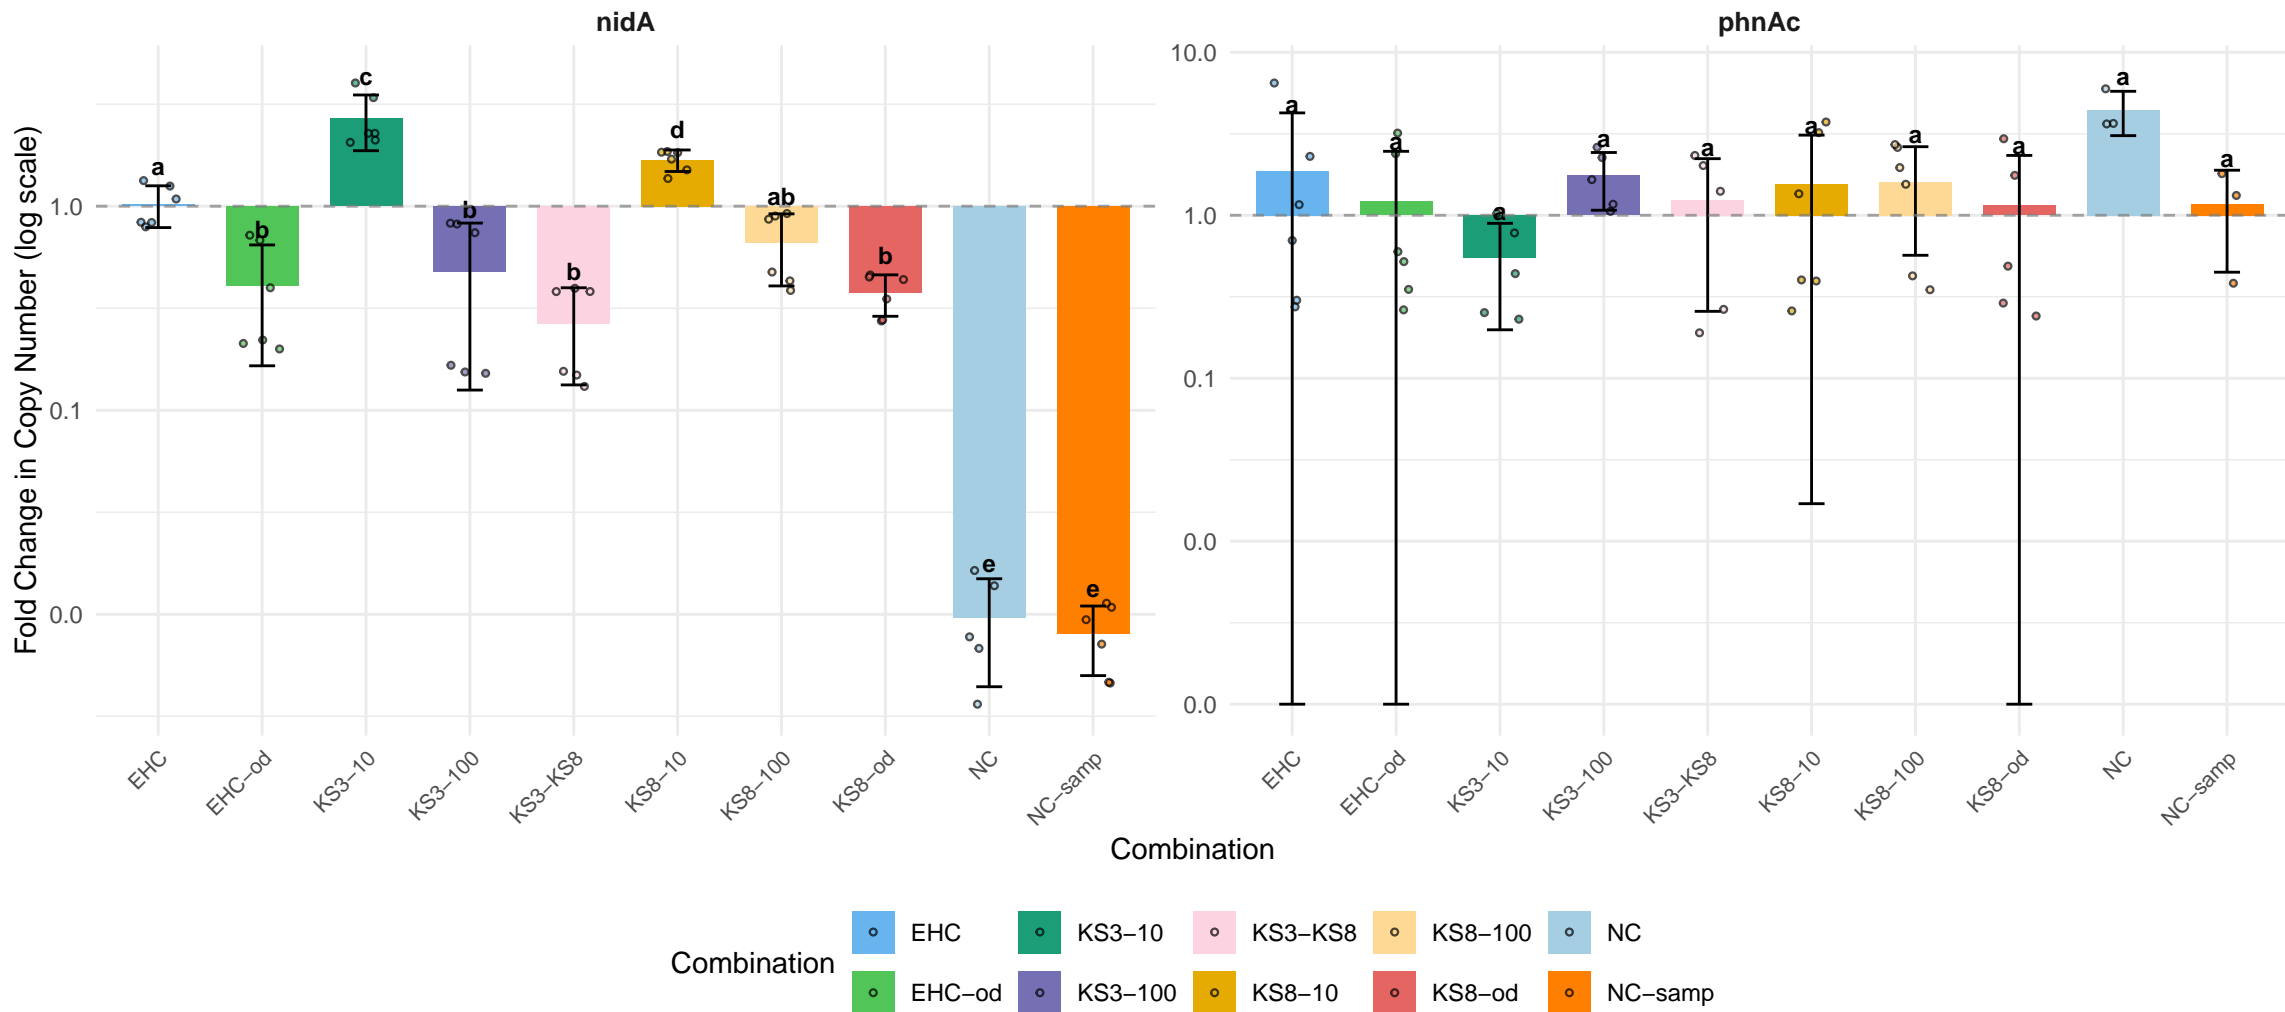 nidA
phnAc
Fold Change in Copy Number (log scale)
1.0
0.1
0.0
10.0
1.0
0.1
0.0
0.0
a
b
c
b
b
d
ab
b
e
e
a
a
a
a
a
a
a
a
a
a
EHC
EHC-od
KS3-10
KS3-100
KS3-KS8
KS8-10
KS8-100
KS8-od
NC
NC-samp
EHC
EHC-od
KS3-10
KS3-100
KS3-KS8
KS8-10
KS8-100
KS8-od
NC
NC-samp
Combination
Combination
EHC
KS3-10
KS3-KS8
KS8-100
NC
EHC-od
KS3-100
KS8-10
KS8-od
NC-samp